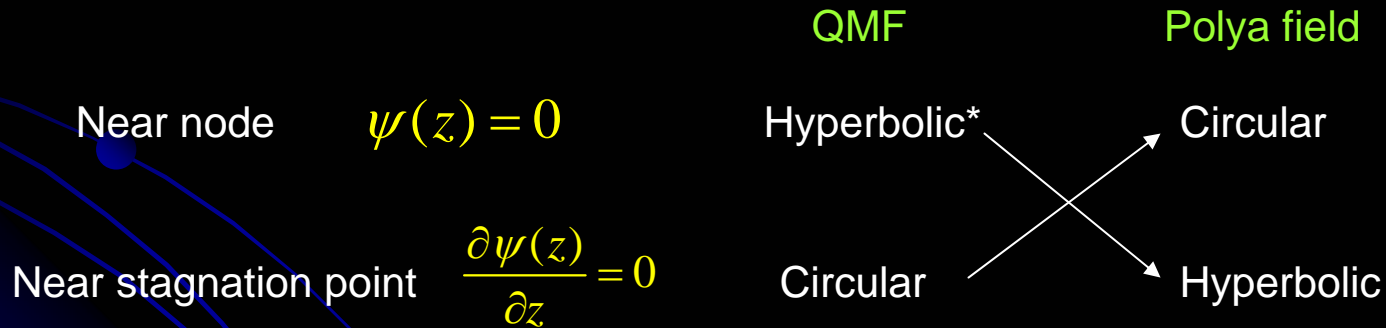 QMF Polya field
Near node ψ(z) = 0 Hyperbolic* Circular
Near stagnation point ∂ψ(z)/∂z = 0 Circular Hyperbolic